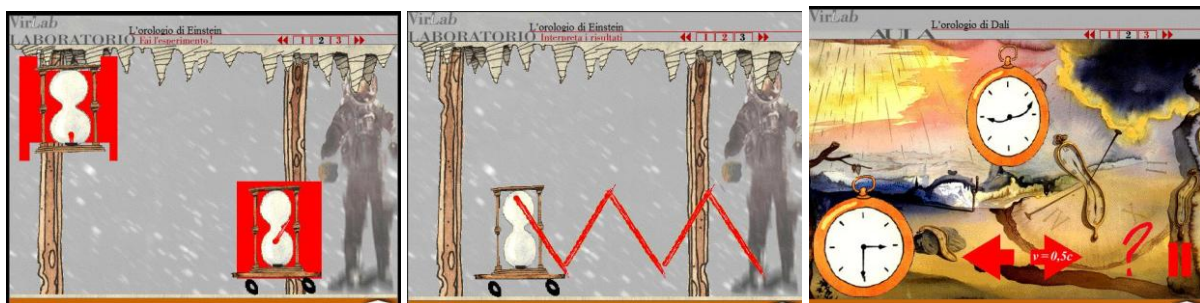 VirLab
L'orologio di Einstein
LABORATORIO Fai l'esperimento!
1 2 3
VirLab
L'orologio di Einstein
LABORATORIO Interpreta i risultati
1 2 3
VirLab
L'orologio di Dalí
AULA
1 2 3
v=0,5c
?